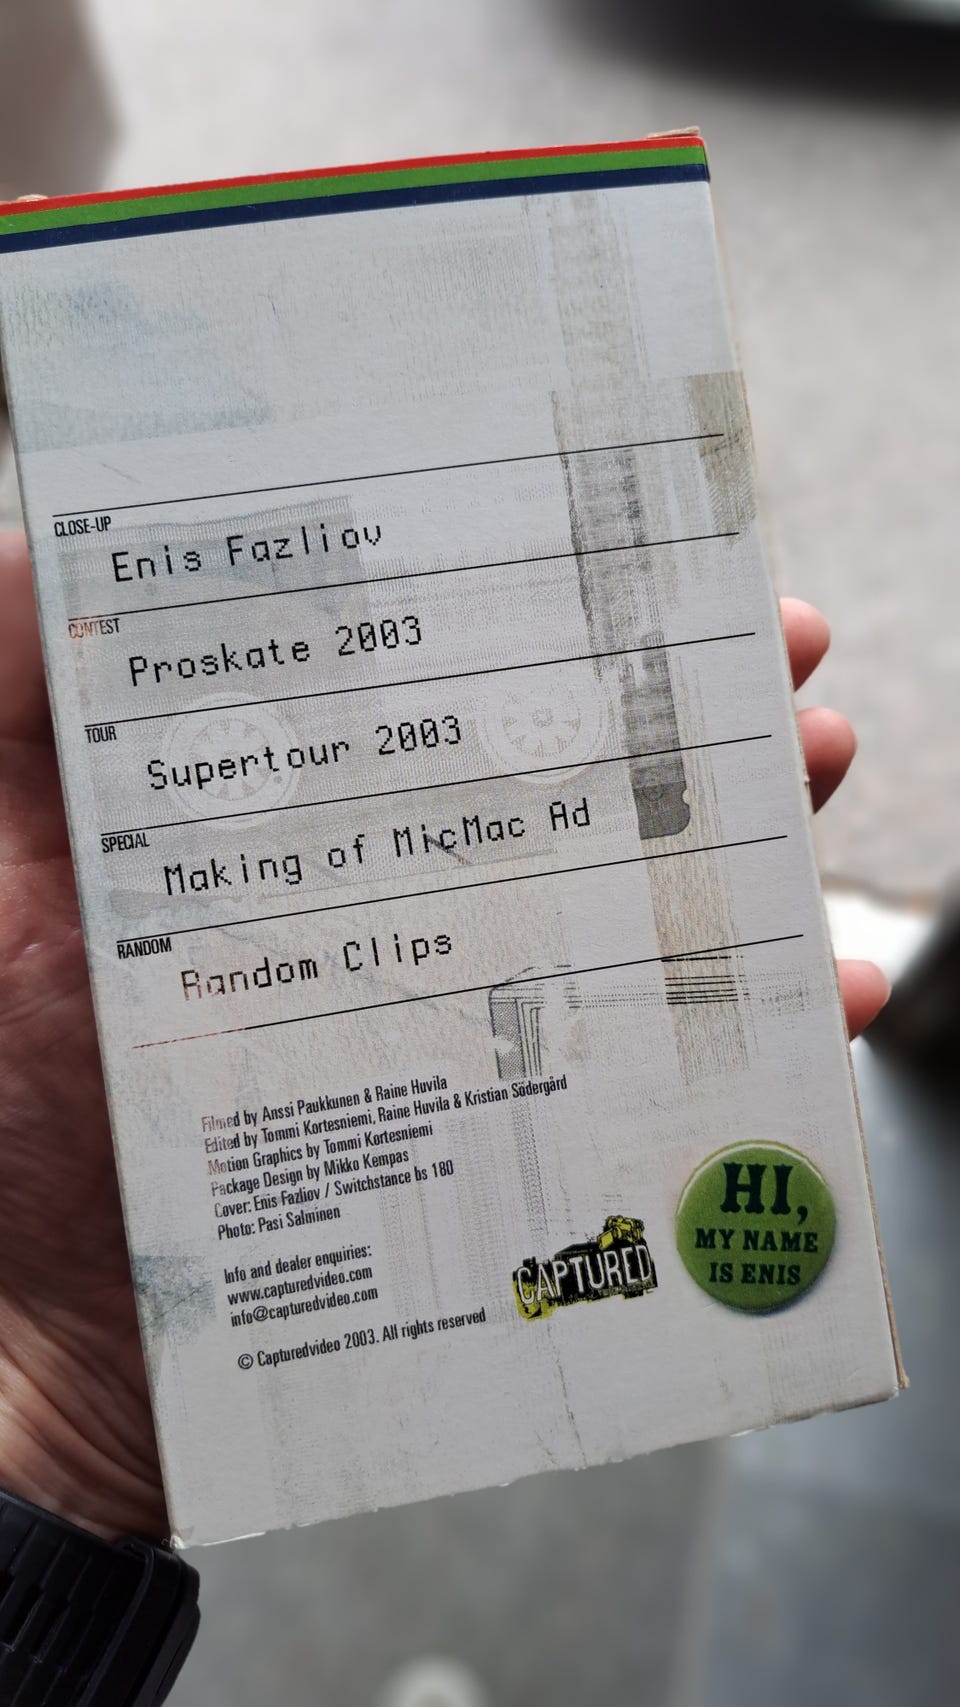 CLOSE-UP
Enis Fazliov
CONTEST
Proskate 2003
TOUR
Supertour 2003
SPECIAL
Making of MicMac Ad
RANDOM
Random Clips
Filmed by Anssi Paukkunen & Raine Huvila
Edited by Tommi Kortesniemi, Raine Huvila & Kristian Södergård
Motion Graphics by Tommi Kortesniemi
Package Design by Mikko Kempas
Cover: Enis Fazliov / Switchstance bs 180
Photo: Pasi Salminen
Info and dealer enquiries:
www.capturedvideo.com
info@capturedvideo.com
© Capturedvideo 2003. All rights reserved
CAPTURED
HI,
MY NAME
IS ENIS